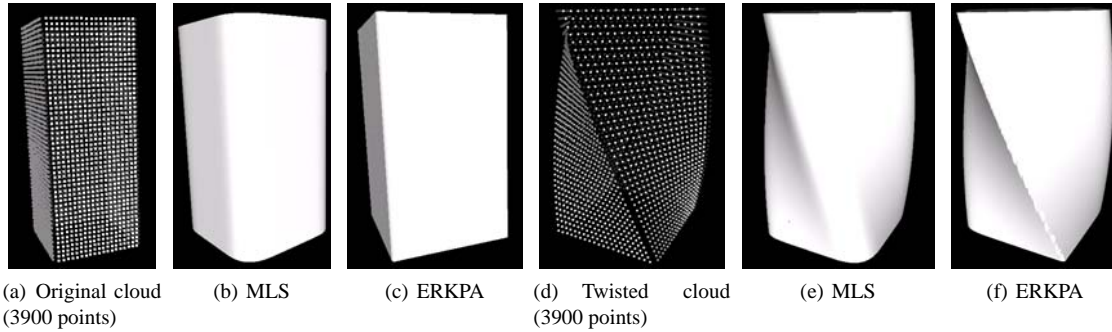 (a) Original cloud
(3900 points)
(b) MLS
(c) ERKPA
(d) Twisted cloud
(3900 points)
(e) MLS
(f) ERKPA